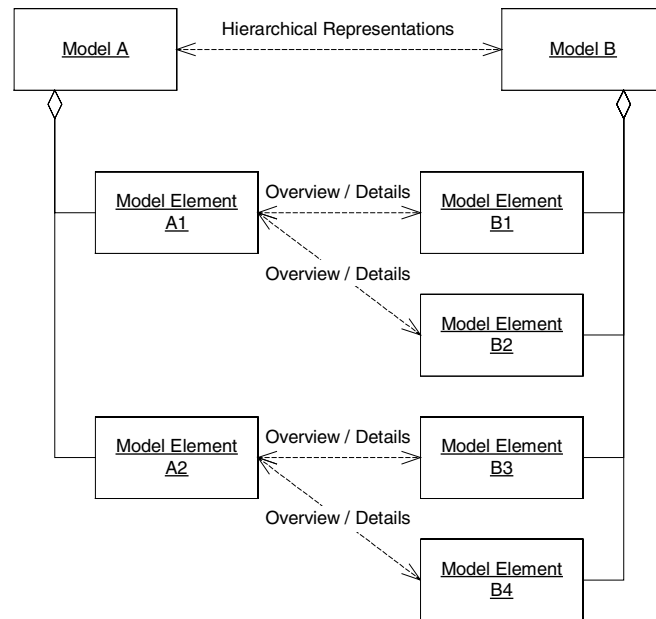 Hierarchical Representations
Model A
Model B
Model Element
A1
Overview / Details
Model Element
B1
Overview / Details
Model Element
B2
Model Element
A2
Overview / Details
Model Element
B3
Overview / Details
Model Element
B4